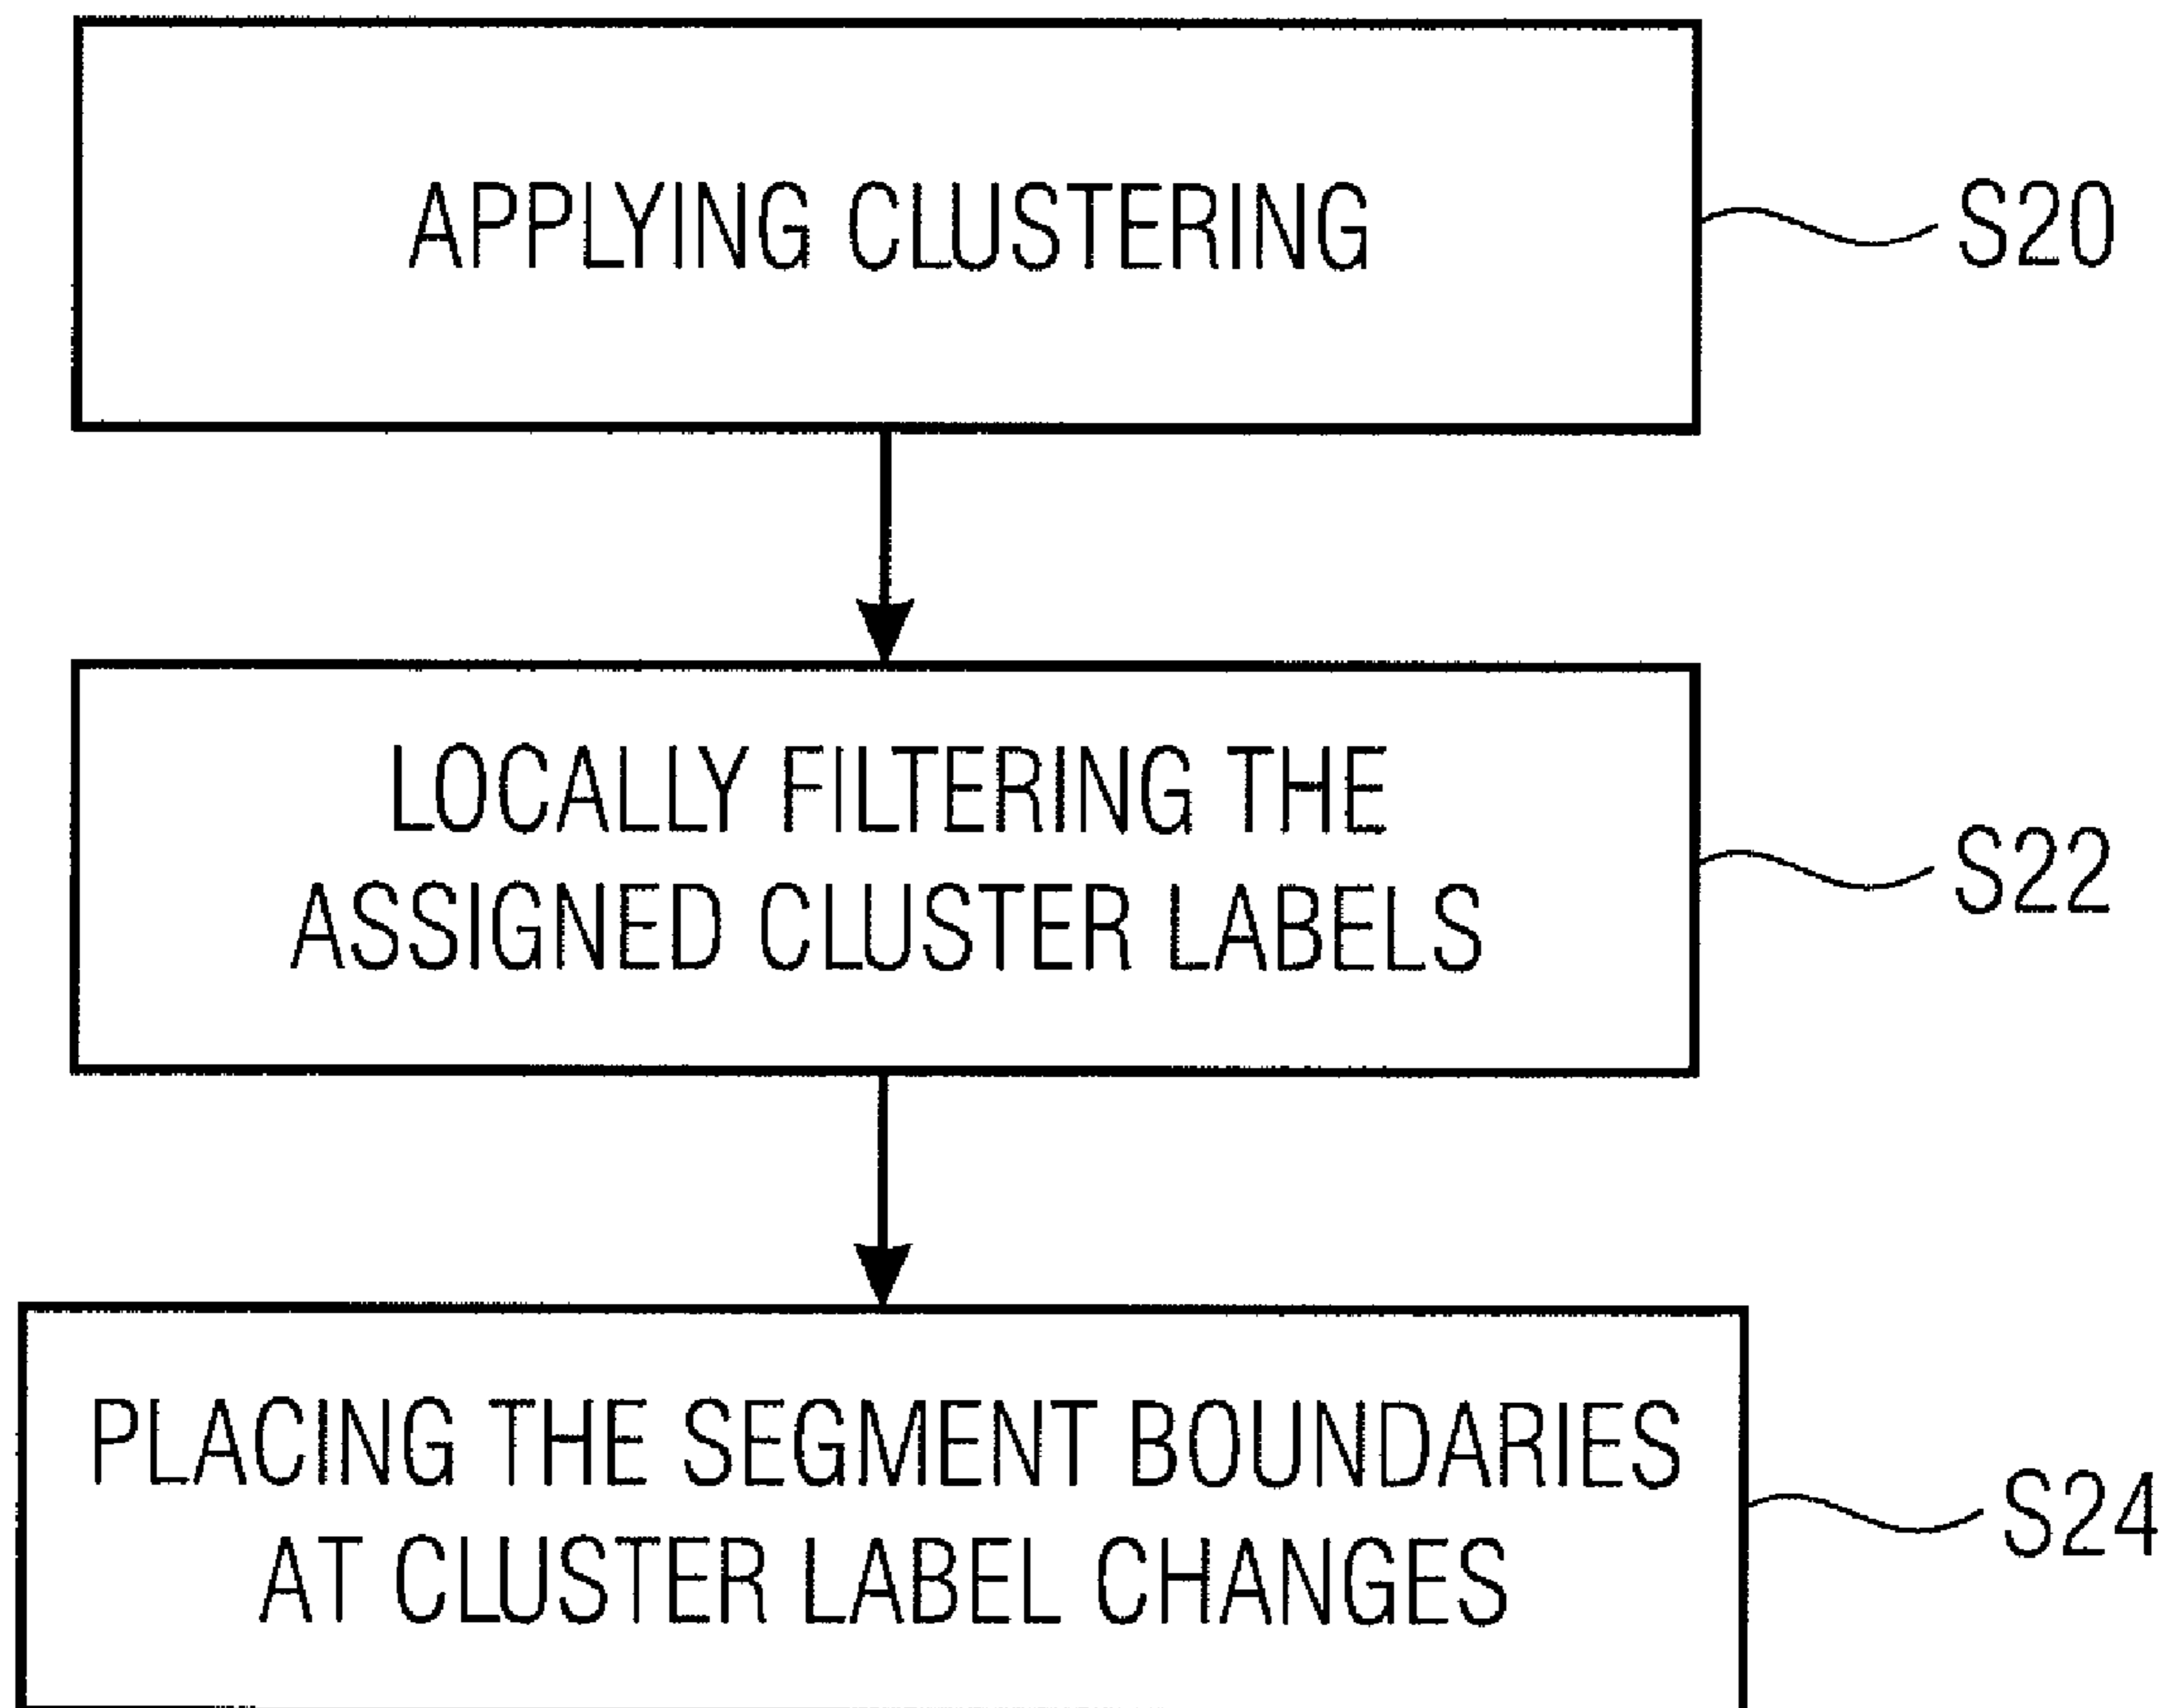 APPLYING CLUSTERING
S20
LOCALLY FILTERING THE
ASSIGNED CLUSTER LABELS
S22
PLACING THE SEGMENT BOUNDARIES
AT CLUSTER LABEL CHANGES
S24